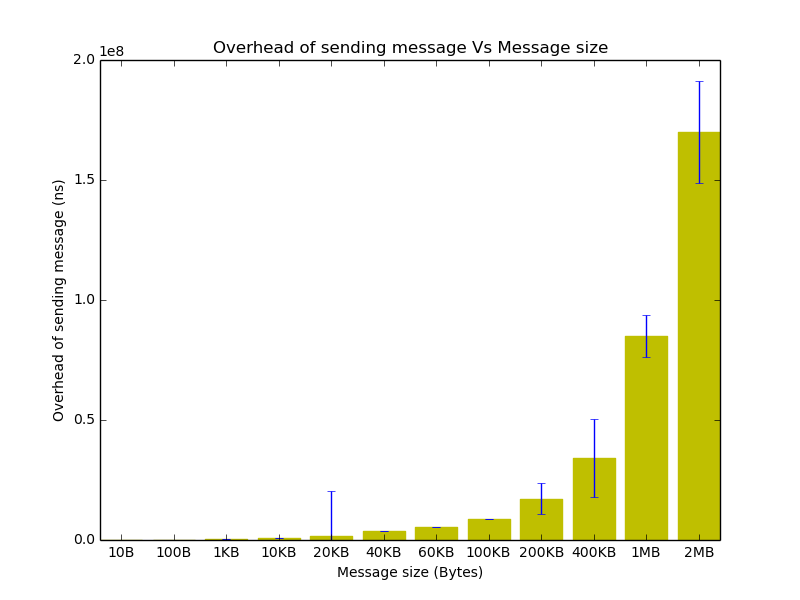 Overhead of sending message Vs Message size
1e8
2.0
1.5
1.0
0.5
0.0
Overhead of sending message (ns)
10B 100B 1KB 10KB 20KB 40KB 60KB 100KB 200KB 400KB 1MB 2MB
Message size (Bytes)